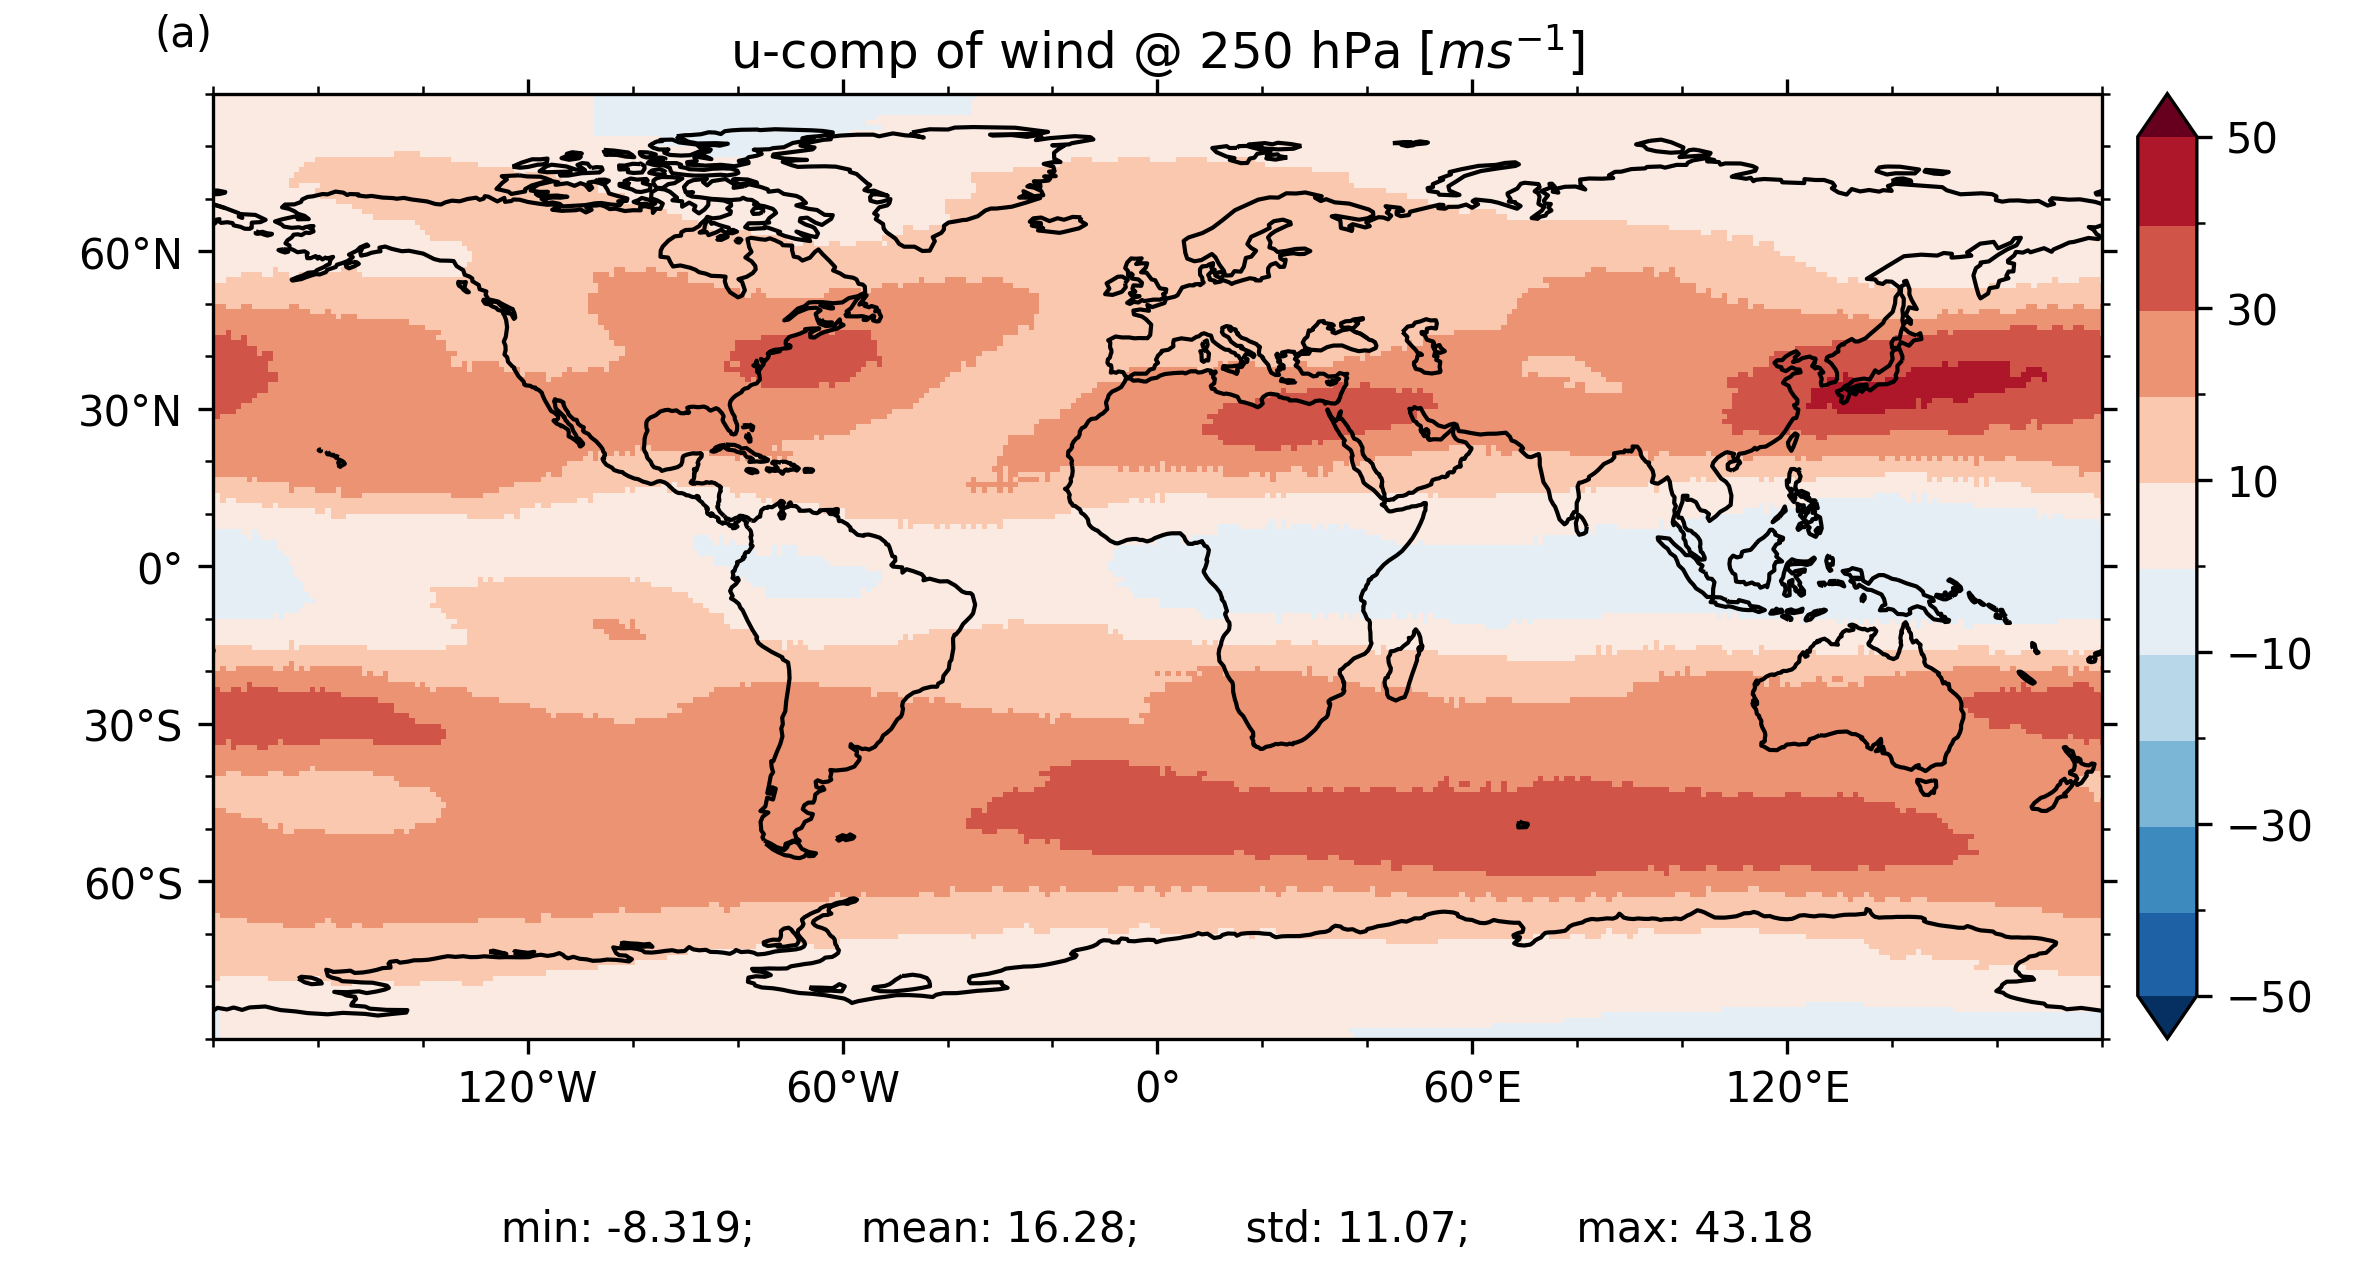 (a)
u-comp of wind @ 250 hPa [ms⁻¹]
60°N
30°N
0°
30°S
60°S
120°W 60°W 0° 60°E 120°E
50
30
10
−10
−30
−50
min: -8.319; mean: 16.28; std: 11.07; max: 43.18